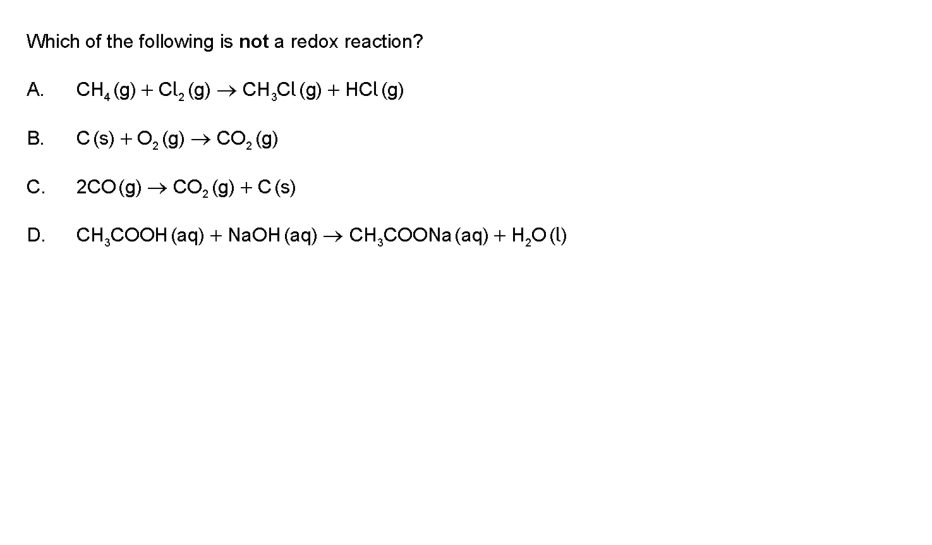 Which of the following is not a redox reaction?
A. CH₄ (g) + Cl₂ (g) → CH₃Cl (g) + HCl (g)
B. C (s) + O₂ (g) → CO₂ (g)
C. 2CO (g) → CO₂ (g) + C (s)
D. CH₃COOH (aq) + NaOH (aq) → CH₃COONa (aq) + H₂O (l)